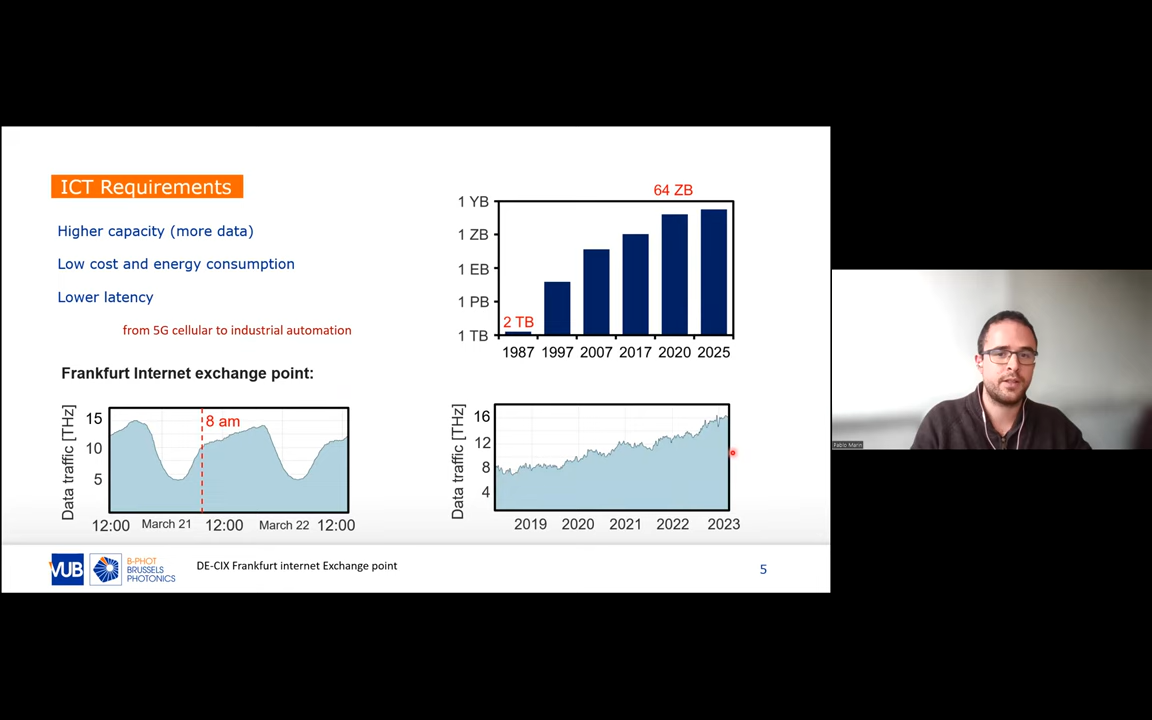 ICT Requirements
Higher capacity (more data)
Low cost and energy consumption
Lower latency
from 5G cellular to industrial automation
64 ZB
1 YB
1 ZB
1 EB
1 PB
1 TB
2 TB
1987 1997 2007 2017 2020 2025
Frankfurt Internet exchange point:
Data traffic [THz]
15
10
5
8 am
12:00 March 21 12:00 March 22 12:00
Data traffic [THz]
16
12
8
4
2019 2020 2021 2022 2023
VUB
B-PHOT
BRUSSELS
PHOTONICS
DE-CIX Frankfurt internet Exchange point
5
Pablo Marin